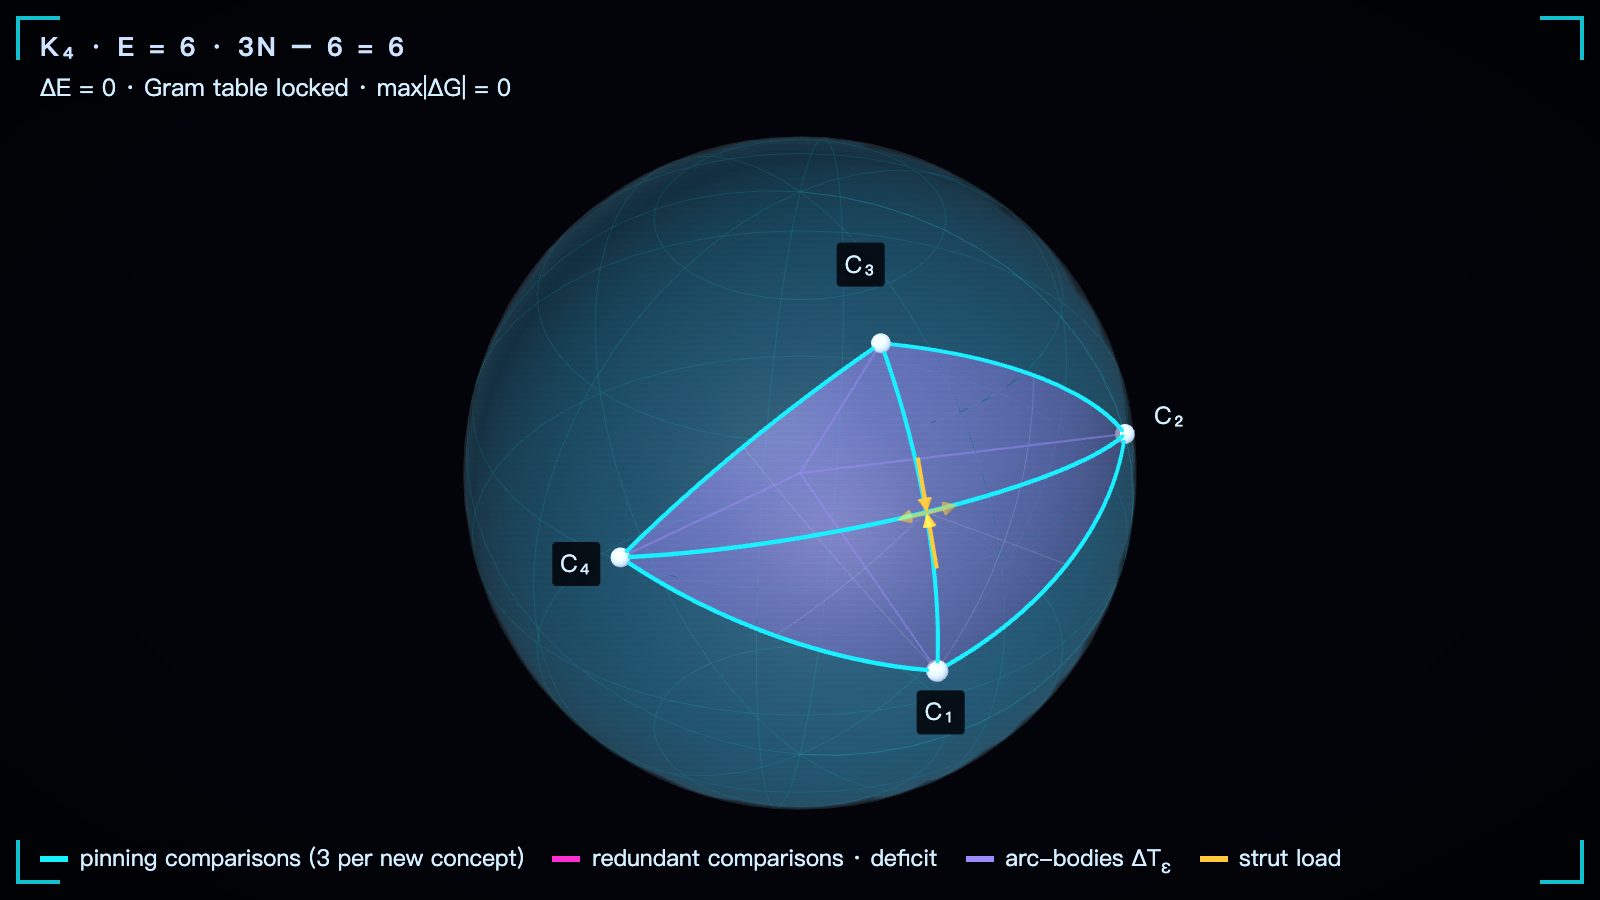 K₄ · E = 6 · 3N − 6 = 6
ΔE = 0 · Gram table locked · max|ΔG| = 0
C₃
C₂
C₄
C₁
pinning comparisons (3 per new concept)
redundant comparisons · deficit
arc-bodies ΔT_ε
strut load